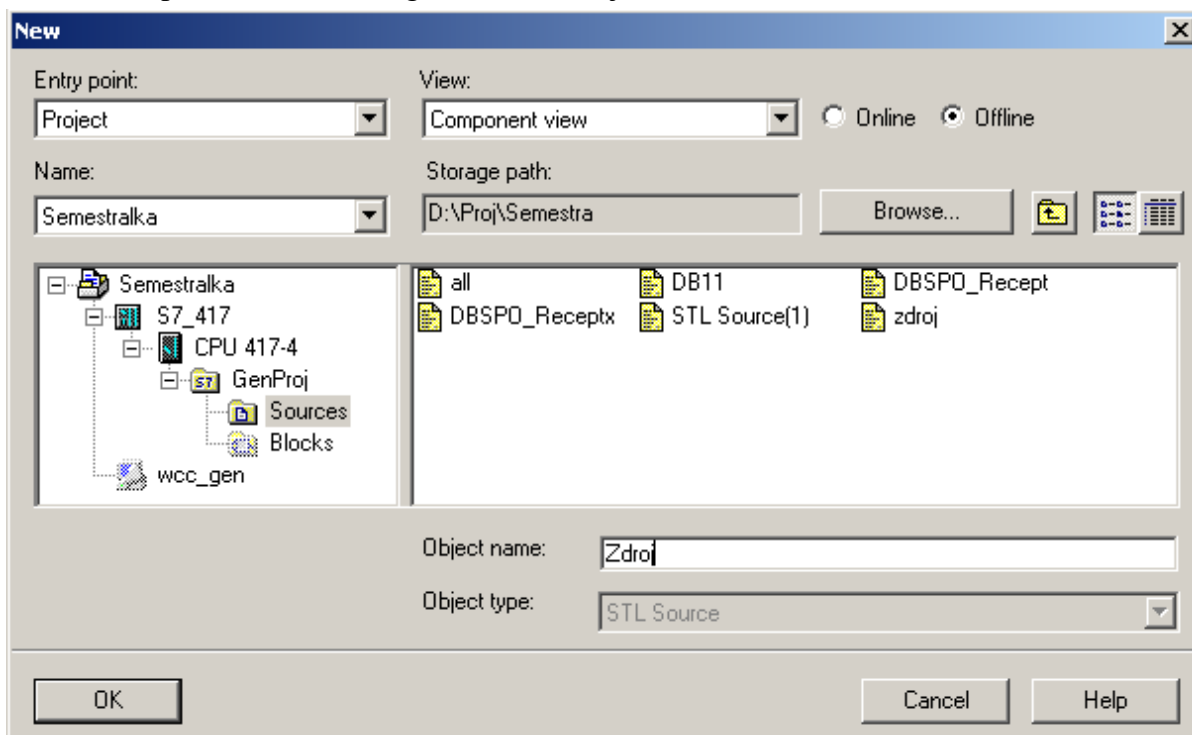 New
Entry point:
View:
Project
Component view
Online
Offline
Name:
Storage path:
Semestralka
D:\Proj\Semestra
Browse...
Semestralka
S7_417
CPU 417-4
GenProj
Sources
Blocks
wcc_gen
all
DB11
DBSPO_Recept
DBSPO_Receptx
STL Source(1)
zdroj
Object name:
Zdroj
Object type:
STL Source
OK
Cancel
Help